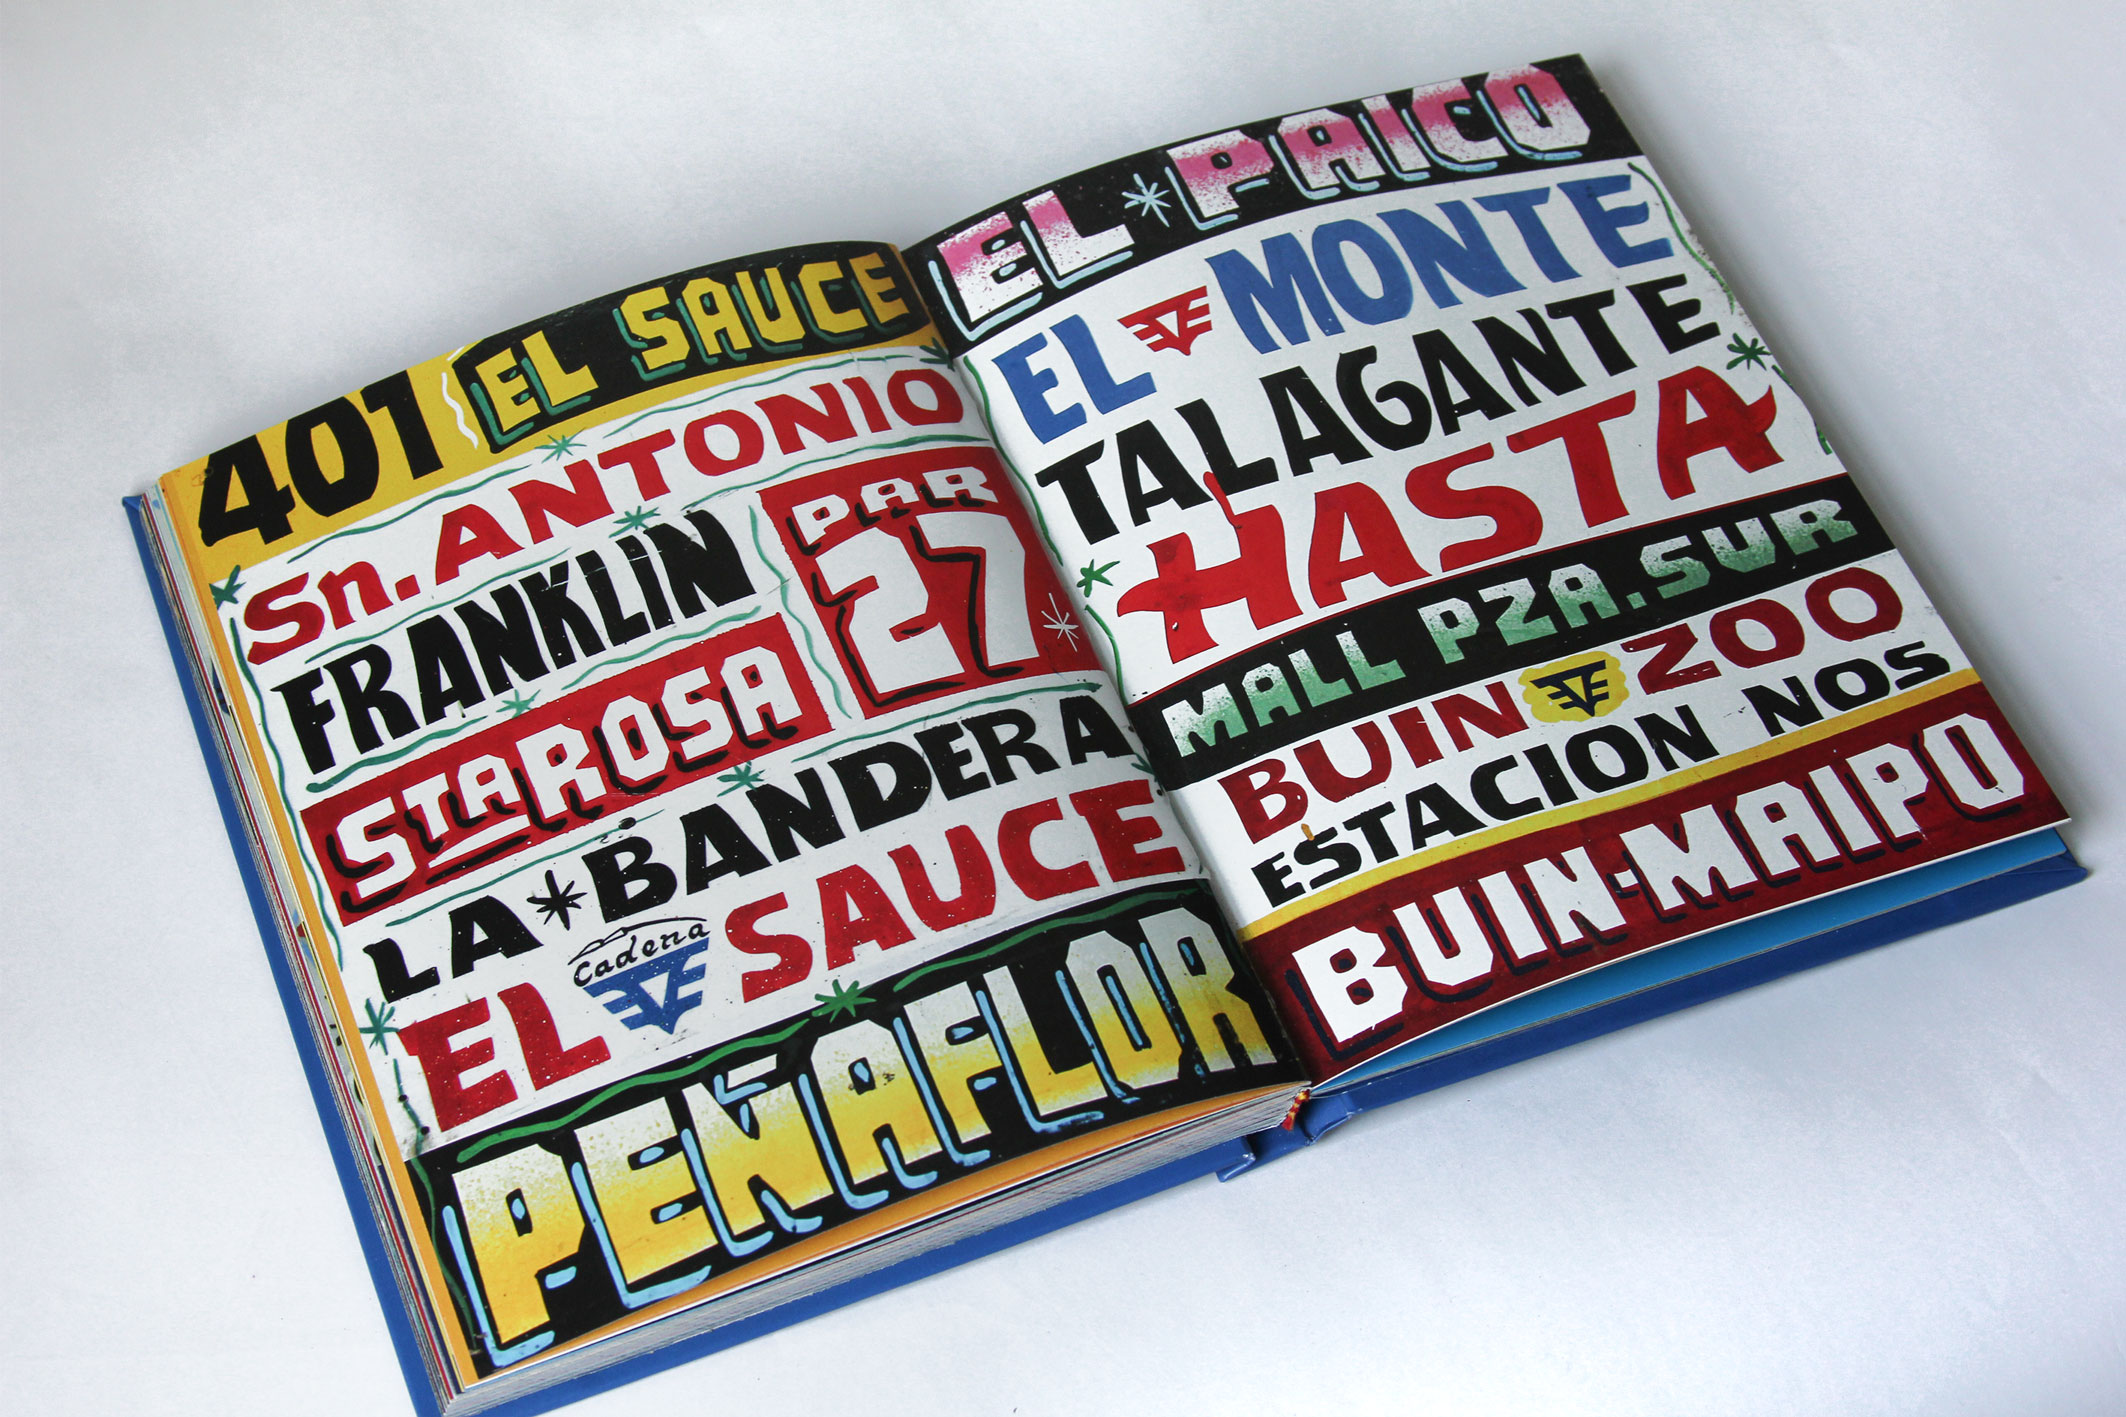 401 EL SAUCE
Sn. ANTONIO
FRANKLIN
PAR
27
STA ROSA
LA * BANDERA
Cadena
EL SAUCE
PEÑAFLOR
EL * PAICO
EL MONTE
TALAGANTE
HASTA
MALL PZA. SUR
BUIN ZOO
ESTACION NOS
BUIN-MAIPO